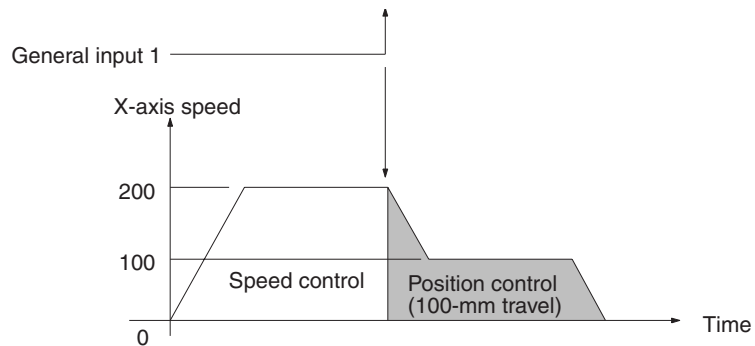 General input 1
X-axis speed
200
100
Speed control
Position control
(100-mm travel)
0
Time